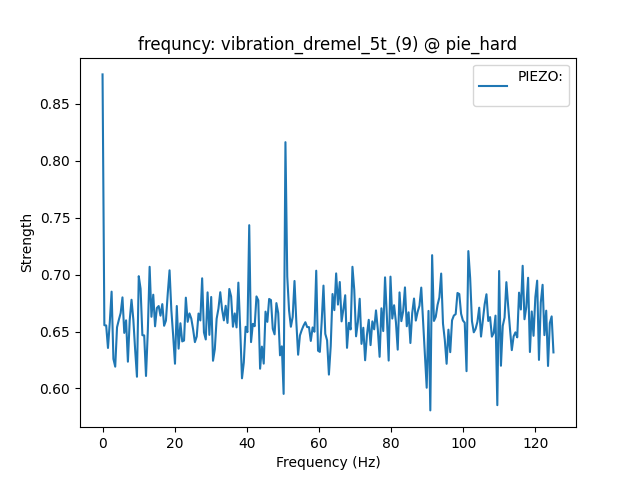 frequncy: vibration_dremel_5t_(9) @ pie_hard
PIEZO:
0.85
0.80
0.75
0.70
0.65
0.60
Strength
0 20 40 60 80 100 120
Frequency (Hz)